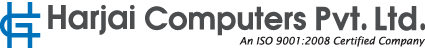 Harjai Computers Pvt. Ltd.
An ISO 9001:2008 Certified Company